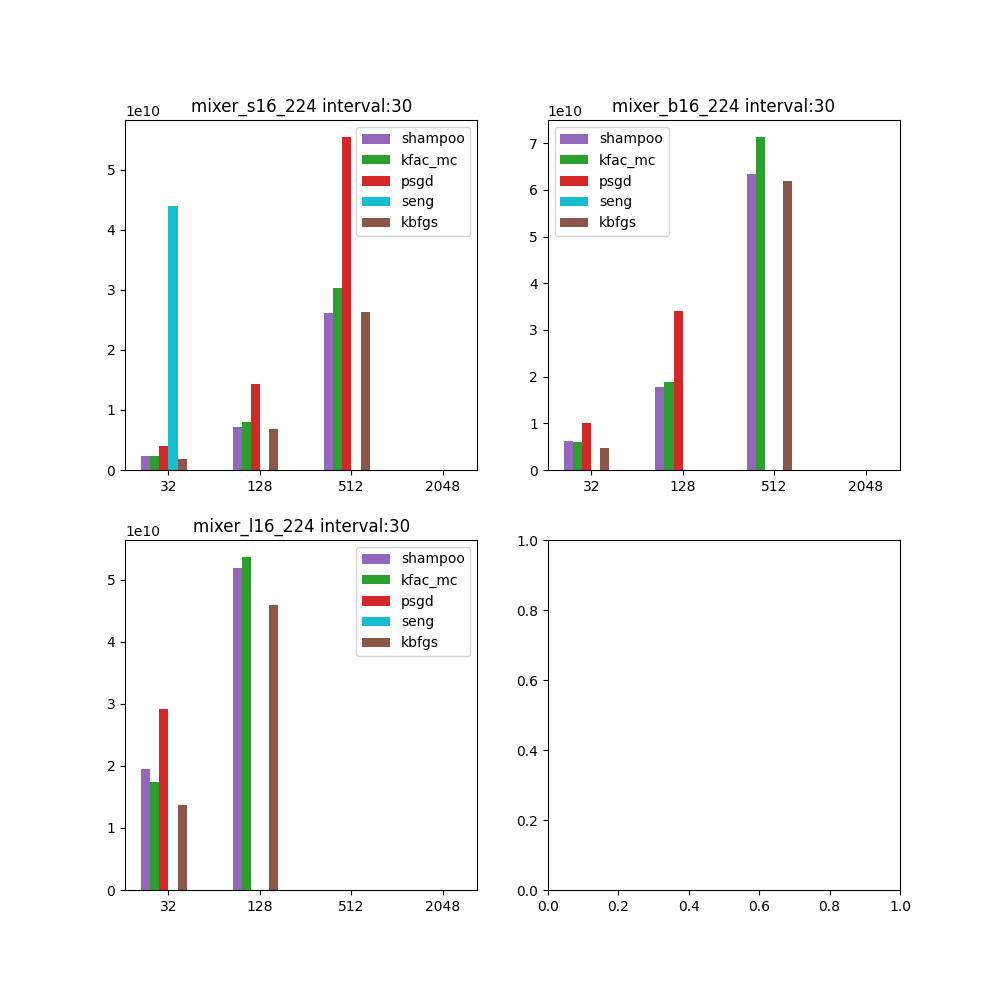 mixer_s16_224 interval:30
1e10
5
4
3
2
1
0
32 128 512 2048
shampoo
kfac_mc
psgd
seng
kbfgs
mixer_b16_224 interval:30
1e10
7
6
5
4
3
2
1
0
32 128 512 2048
shampoo
kfac_mc
psgd
seng
kbfgs
mixer_l16_224 interval:30
1e10
5
4
3
2
1
0
32 128 512 2048
shampoo
kfac_mc
psgd
seng
kbfgs
1.0
0.8
0.6
0.4
0.2
0.0
0.0 0.2 0.4 0.6 0.8 1.0